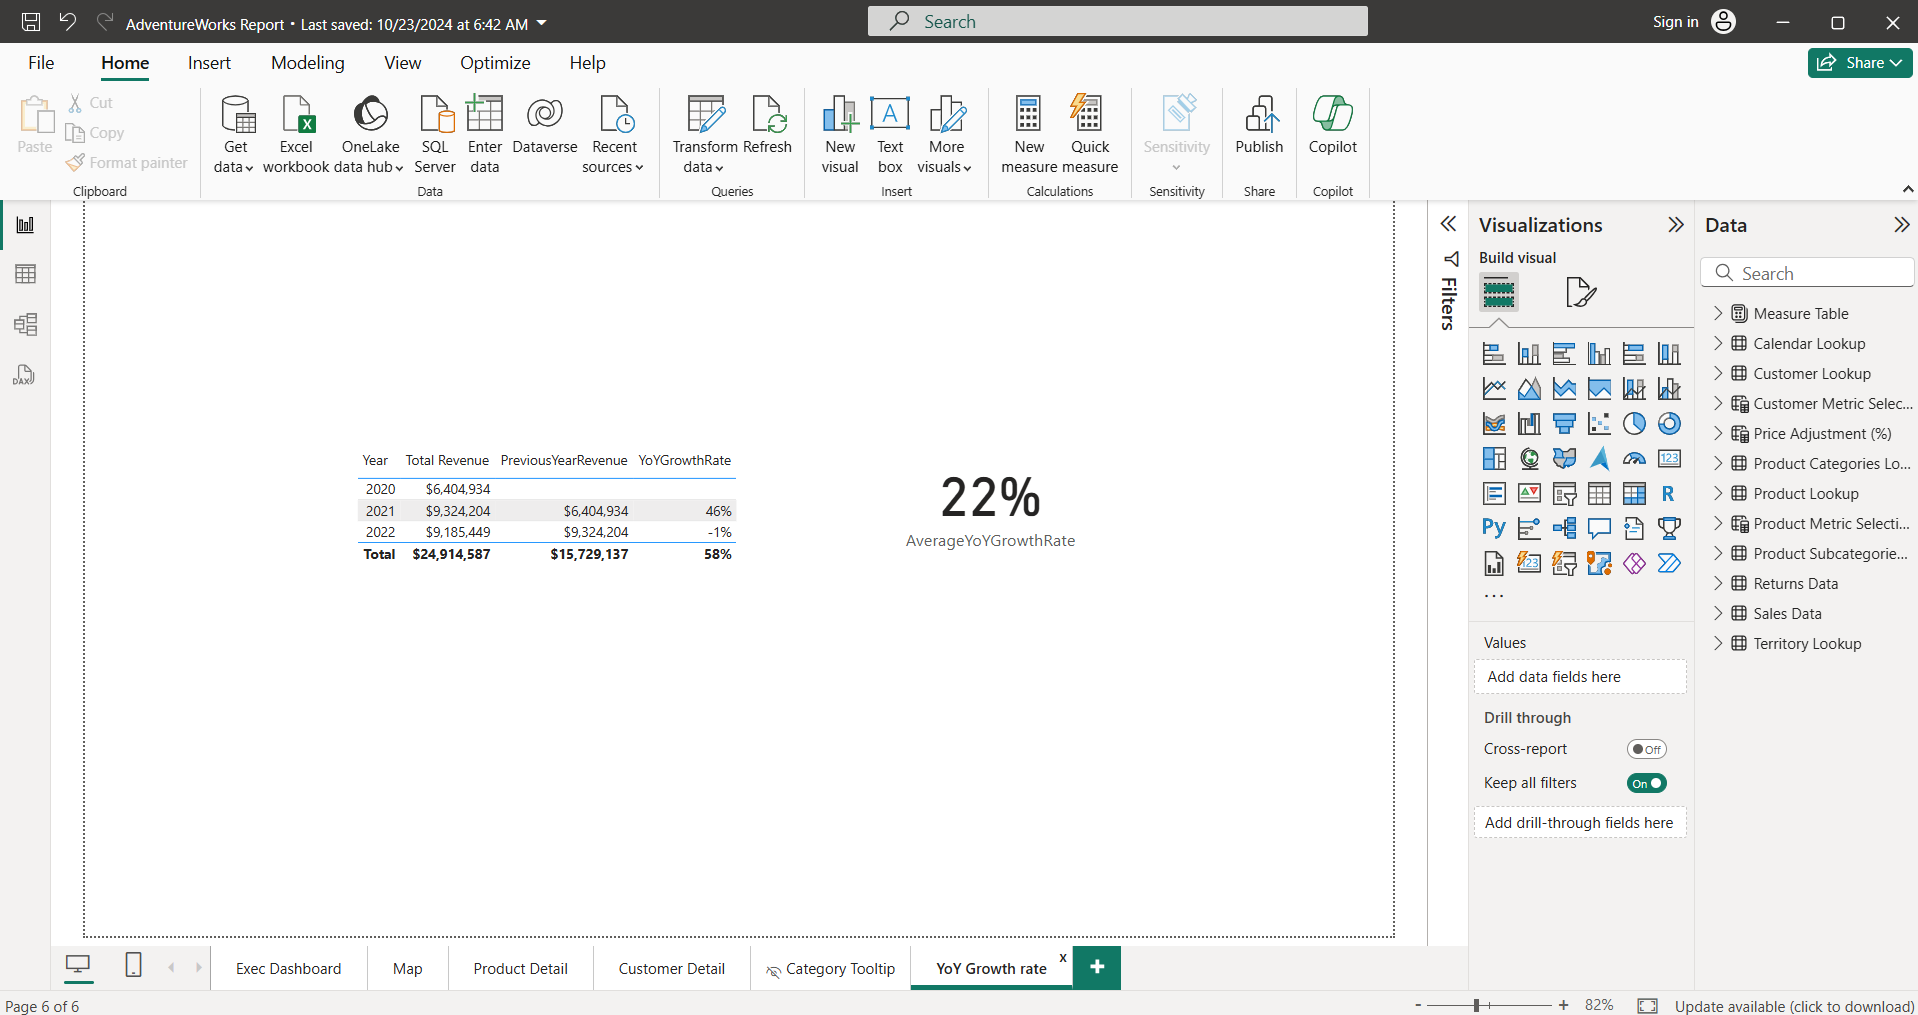 AdventureWorks Report • Last saved: 10/23/2024 at 6:42 AM
Search
Sign in
File
Home
Insert
Modeling
View
Optimize
Help
Share
Paste
Cut
Copy
Format painter
Clipboard
Get data
Excel workbook
OneLake data hub
SQL Server
Enter data
Dataverse
Recent sources
Data
Transform data
Refresh
Queries
New visual
Text box
More visuals
Insert
New measure
Quick measure
Calculations
Sensitivity
Sensitivity
Publish
Share
Copilot
Copilot
Year Total Revenue PreviousYearRevenue YoYGrowthRate
2020 $6,404,934
2021 $9,324,204 $6,404,934 46%
2022 $9,185,449 $9,324,204 -1%
Total $24,914,587 $15,729,137 58%
22%
AverageYoYGrowthRate
Filters
Visualizations
Build visual
123
R
Py
123
...
Values
Add data fields here
Drill through
Cross-report
Off
Keep all filters
On
Add drill-through fields here
Data
Search
Measure Table
Calendar Lookup
Customer Lookup
Customer Metric Selec...
Price Adjustment (%)
Product Categories Lo...
Product Lookup
Product Metric Selecti...
Product Subcategorie...
Returns Data
Sales Data
Territory Lookup
DAX
Exec Dashboard
Map
Product Detail
Customer Detail
Category Tooltip
YoY Growth rate
x
+
Page 6 of 6
- + 82%
Update available (click to download)